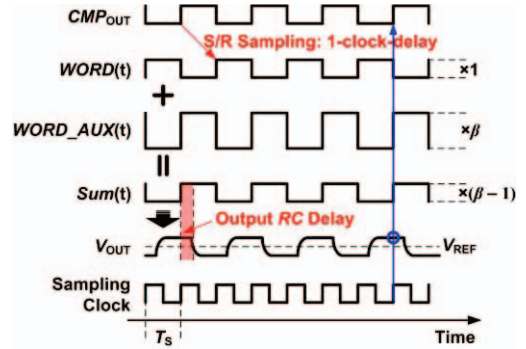 CMPOUT
S/R Sampling: 1-clock-delay
WORD(t)
×1
+
WORD_AUX(t)
×β
=
Sum(t)
×(β−1)
Output RC Delay
VOUT
VREF
Sampling
Clock
TS
Time